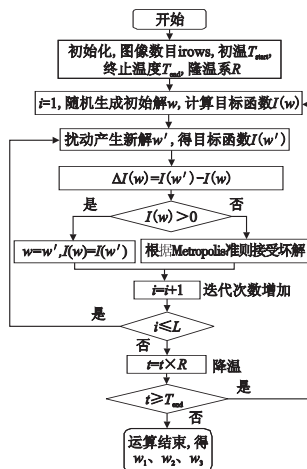 开始
初始化,图像数目irows,初温Tstart,
终止温度Tend,隆温系R
i=1,随机生成初始解w,计算目标函数I(w)
扰动产生新解w′,得目标函数I(w′)
ΔI(w)=I(w′)-I(w)
是
I(w)>0
否
w=w′,I(w)=I(w′)
根据Metropolis准则接受坏解
i=i+1
迭代次数增加
是
i≤L
否
t=t×R
降温
t≥Tend
是
否
运算结束,得
w1、w2、w3